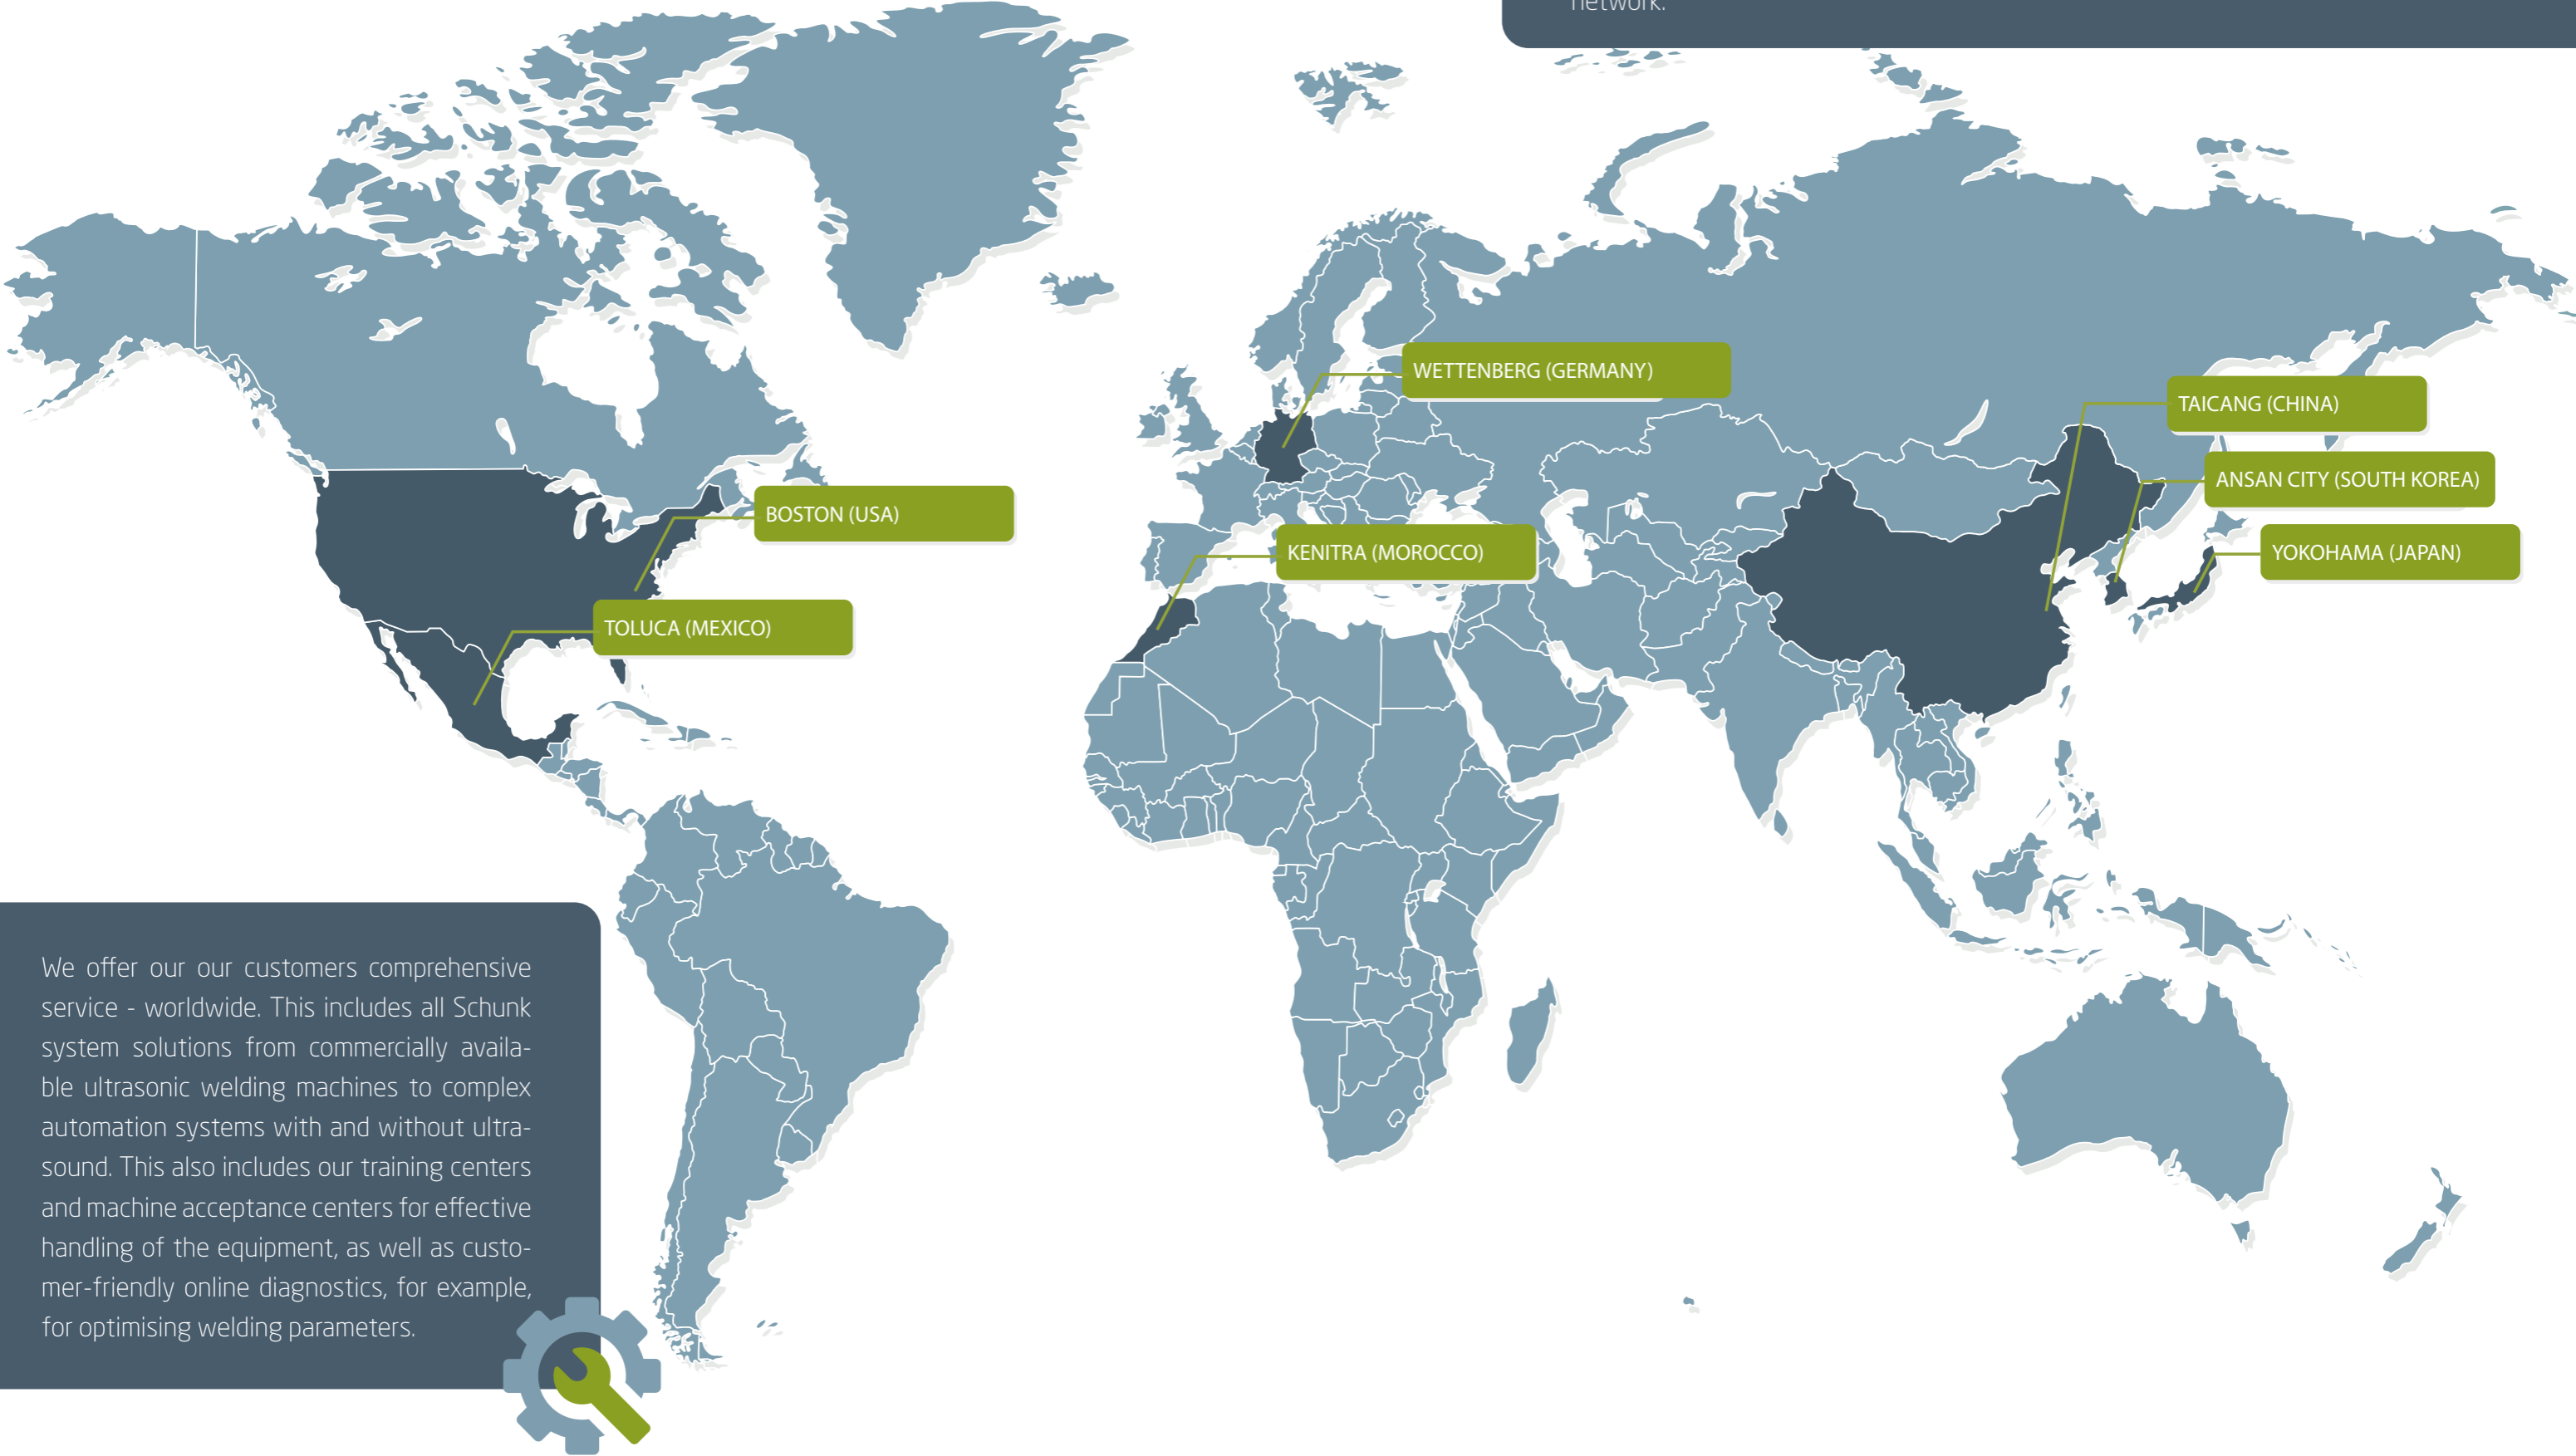 network.
WETTENBERG (GERMANY)
TAICANG (CHINA)
ANSAN CITY (SOUTH KOREA)
BOSTON (USA)
KENITRA (MOROCCO)
YOKOHAMA (JAPAN)
TOLUCA (MEXICO)
We offer our our customers comprehensive
service - worldwide. This includes all Schunk
system solutions from commercially availa-
ble ultrasonic welding machines to complex
automation systems with and without ultra-
sound. This also includes our training centers
and machine acceptance centers for effective
handling of the equipment, as well as custo-
mer-friendly online diagnostics, for example,
for optimising welding parameters.